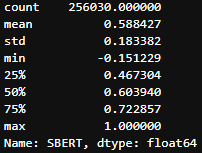 count    256030.000000
mean          0.588427
std           0.183382
min          -0.151229
25%           0.467304
50%           0.603940
75%           0.722857
max           1.000000
Name: SBERT, dtype: float64